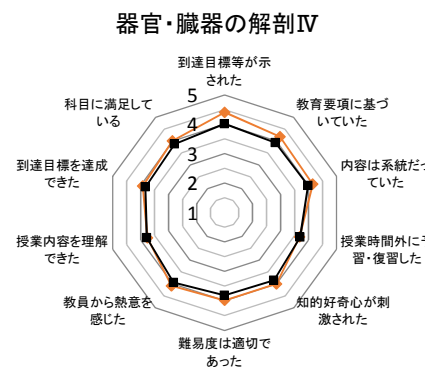 器官・臓器の解剖Ⅳ
到達目標等が示
された
教育要項に基づ
いていた
内容は系統だっ
ていた
授業時間外に予
習・復習した
知的好奇心が刺
激された
難易度は適切で
あった
教員から熱意を
感じた
授業内容を理解
できた
到達目標を達成
できた
科目に満足して
いる
5
4
3
2
1